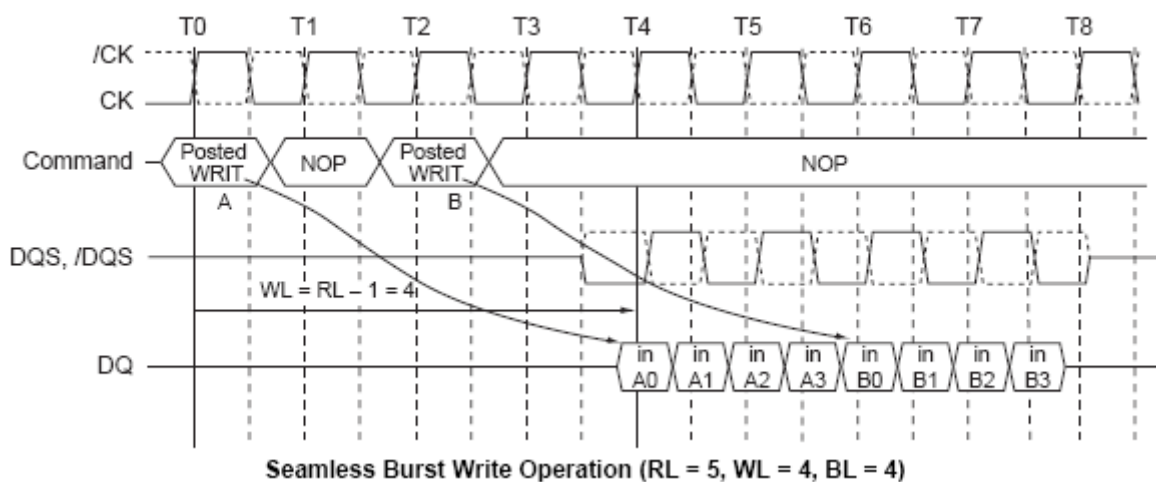 T0 T1 T2 T3 T4 T5 T6 T7 T8
/CK
CK
Command
Posted
WRIT
A
NOP
Posted
WRIT
B
NOP
DQS, /DQS
WL = RL – 1 = 4
DQ
in
A0
in
A1
in
A2
in
A3
in
B0
in
B1
in
B2
in
B3
Seamless Burst Write Operation (RL = 5, WL = 4, BL = 4)